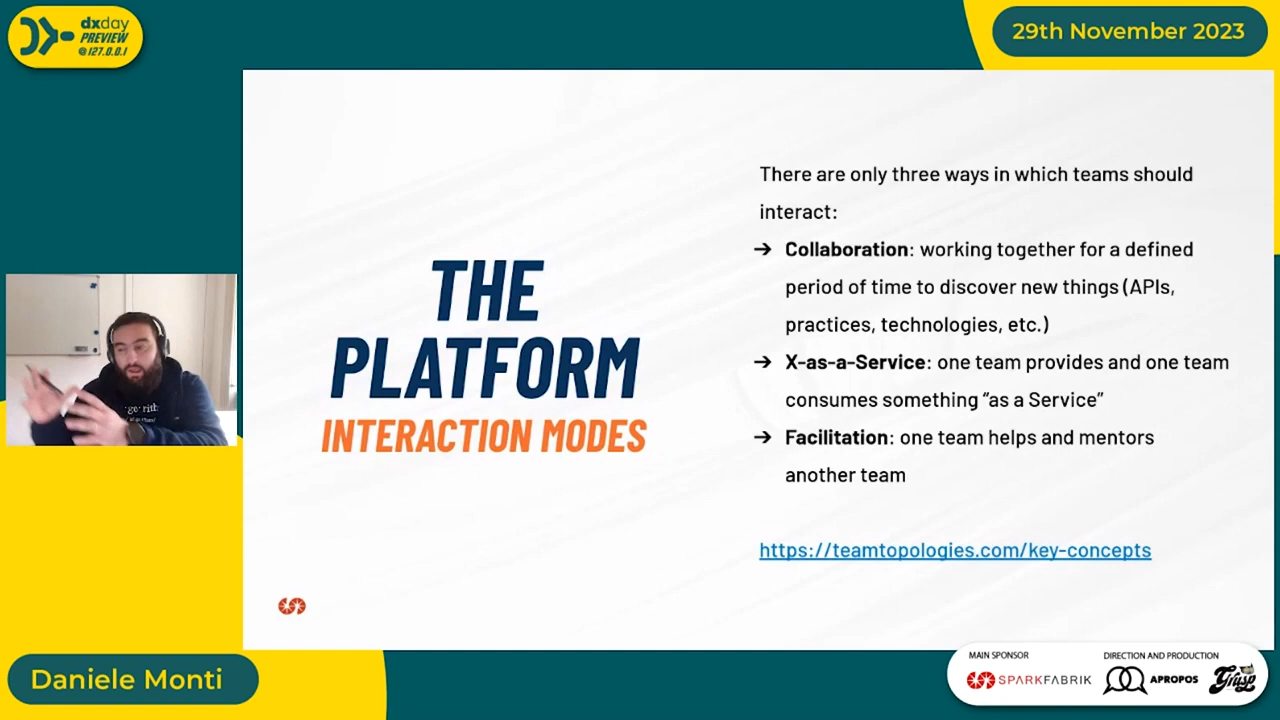 dxday
PREVIEW
@127.0.0.1
29th November 2023
There are only three ways in which teams should
interact:
➔ Collaboration: working together for a defined
period of time to discover new things (APIs,
practices, technologies, etc.)
➔ X-as-a-Service: one team provides and one team
consumes something “as a Service”
➔ Facilitation: one team helps and mentors
another team
https://teamtopologies.com/key-concepts
THE
PLATFORM
INTERACTION MODES
Daniele Monti
MAIN SPONSOR
SPARKFABRIK
DIRECTION AND PRODUCTION
APROPOS
Grusp